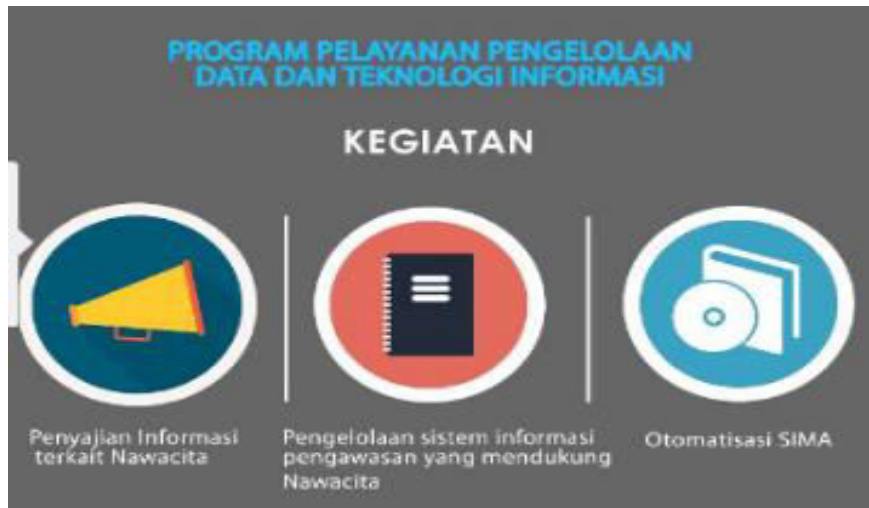 PROGRAM PELAYANAN PENGELOLAAN
DATA DAN TEKNOLOGI INFORMASI
KEGIATAN
Penyajian Informasi
terkait Nawacita
Pengelolaan sistem informasi
pengawasan yang mendukung
Nawacita
Otomatisasi SIMA